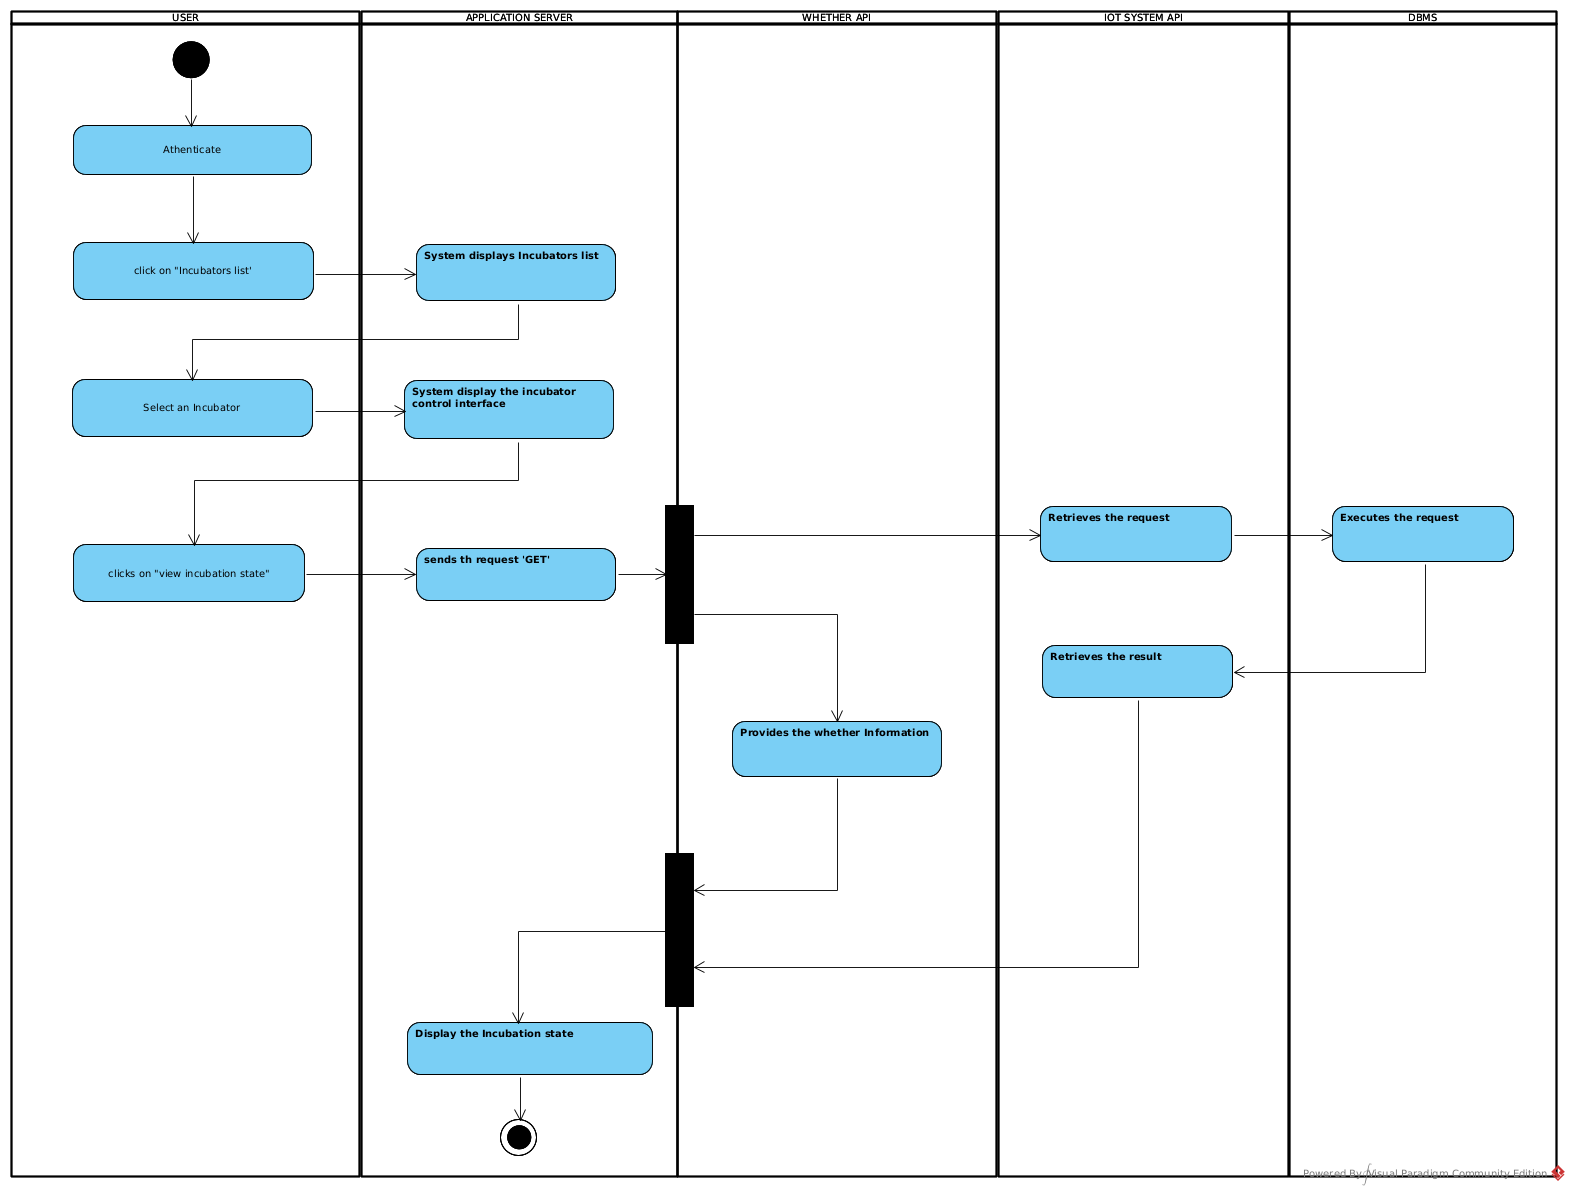 USER
APPLICATION SERVER
WHETHER API
IOT SYSTEM API
DBMS
Athenticate
click on "Incubators list'
System displays Incubators list
Select an Incubator
System display the incubator
control interface
Retrieves the request
Executes the request
clicks on "view incubation state"
sends th request 'GET'
Retrieves the result
Provides the whether Information
Display the Incubation state
Powered By Visual Paradigm Community Edition